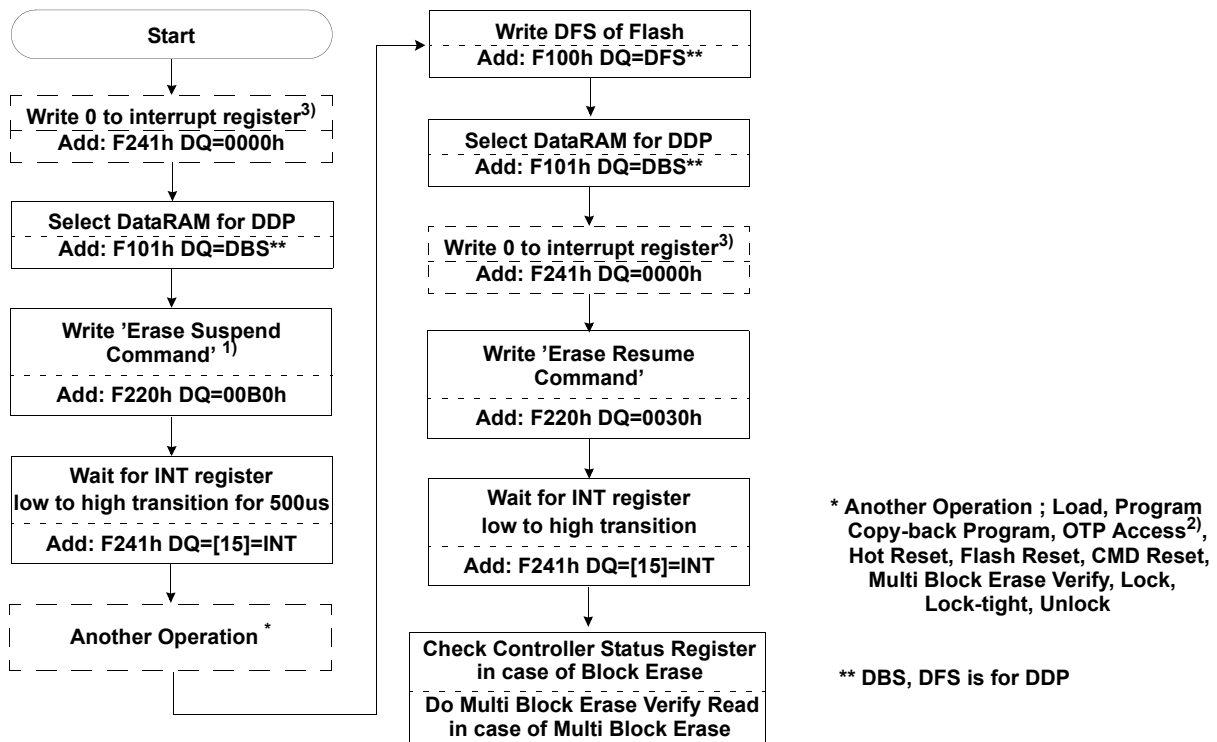 Start
Write 0 to interrupt register3)
Add: F241h DQ=0000h
Select DataRAM for DDP
Add: F101h DQ=DBS**
Write ’Erase Suspend
Command’ 1)
Add: F220h DQ=00B0h
Wait for INT register
low to high transition for 500us
Add: F241h DQ=[15]=INT
Another Operation *
Write DFS of Flash
Add: F100h DQ=DFS**
Select DataRAM for DDP
Add: F101h DQ=DBS**
Write 0 to interrupt register3)
Add: F241h DQ=0000h
Write ’Erase Resume
Command’
Add: F220h DQ=0030h
Wait for INT register
low to high transition
Add: F241h DQ=[15]=INT
Check Controller Status Register
in case of Block Erase
Do Multi Block Erase Verify Read
in case of Multi Block Erase
* Another Operation ; Load, Program
Copy-back Program, OTP Access2),
Hot Reset, Flash Reset, CMD Reset,
Multi Block Erase Verify, Lock,
Lock-tight, Unlock
** DBS, DFS is for DDP